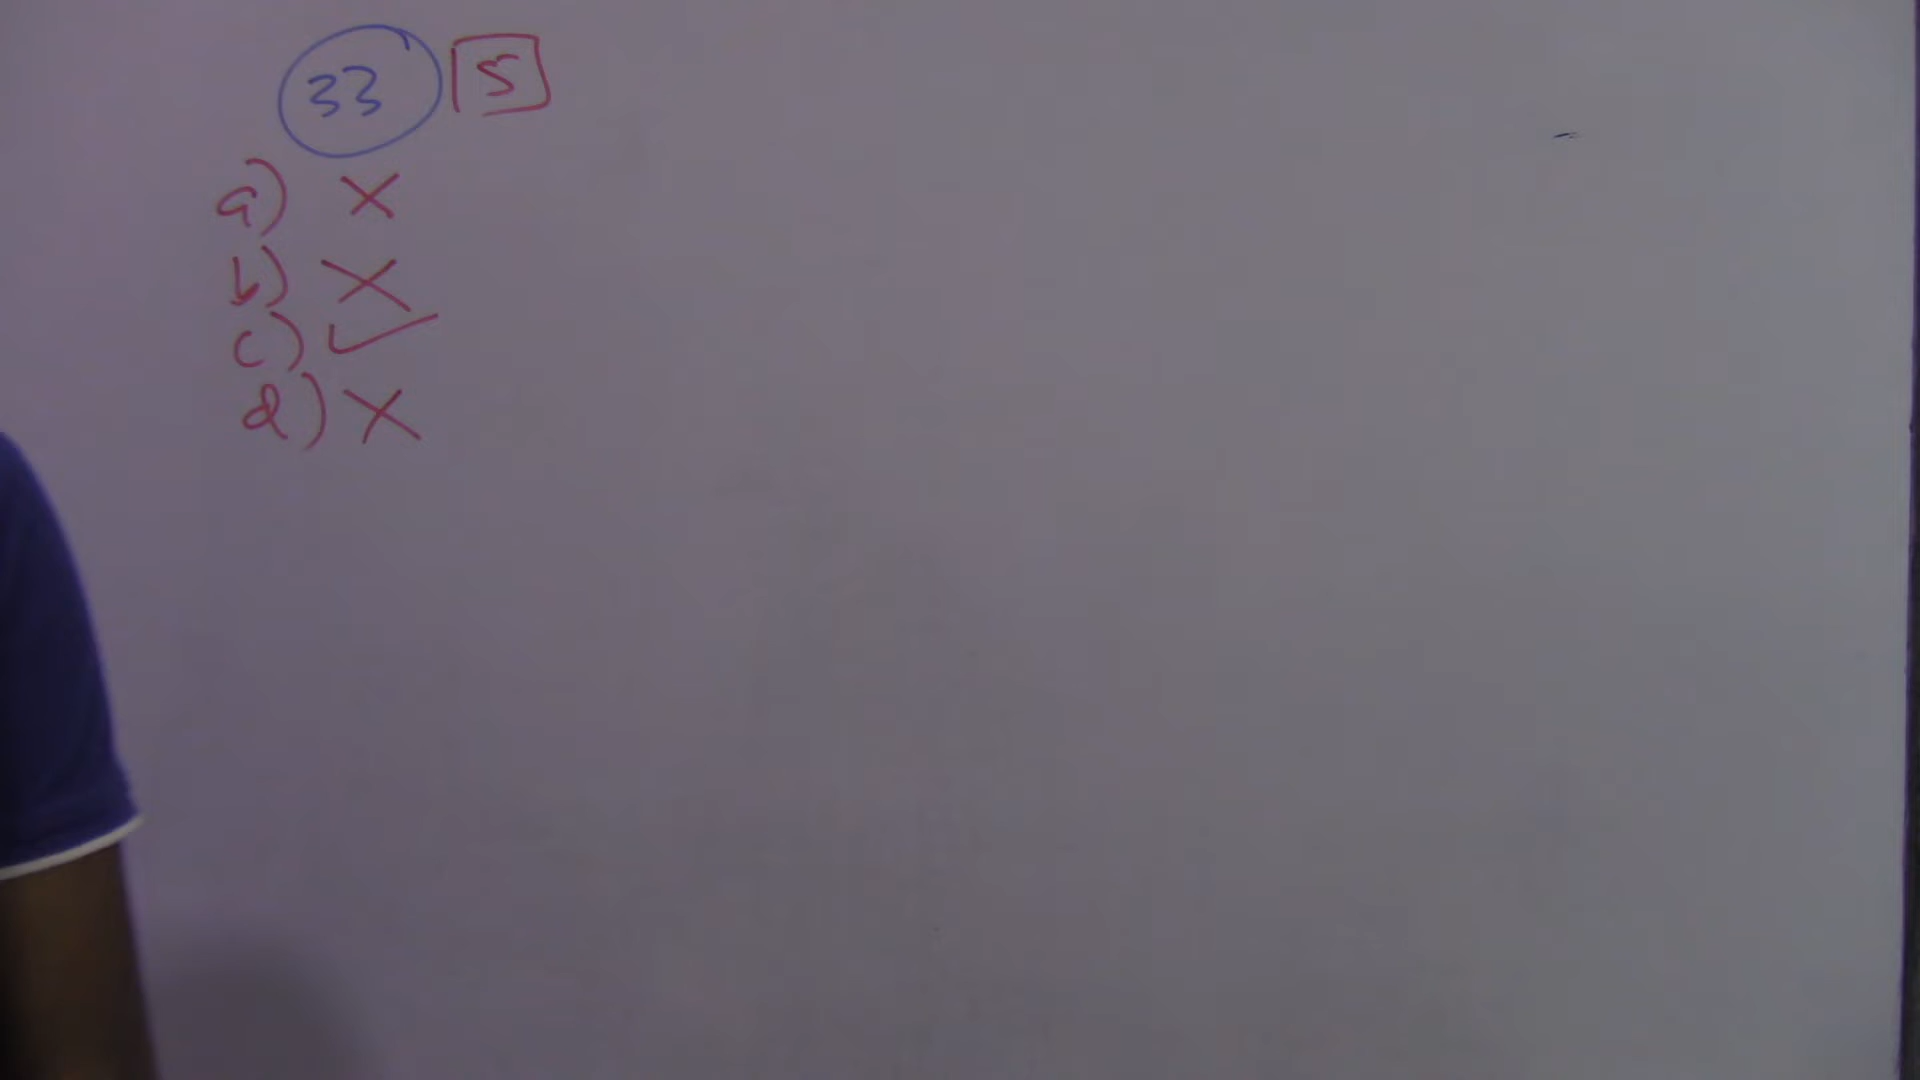 33 5
a) ×
b) ×
c) ✓
d) ×